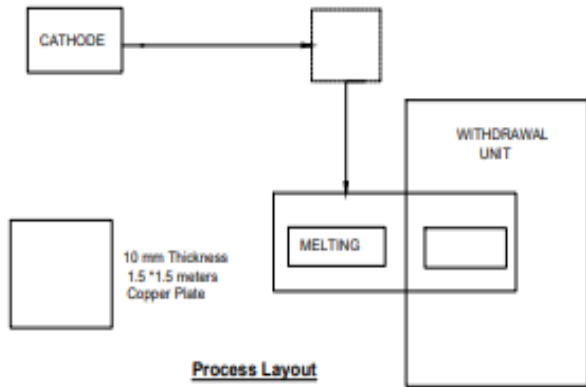 CATHODE
WITHDRAWAL
UNIT
MELTING
10 mm Thickness
1.5 *1.5 meters
Copper Plate
Process Layout